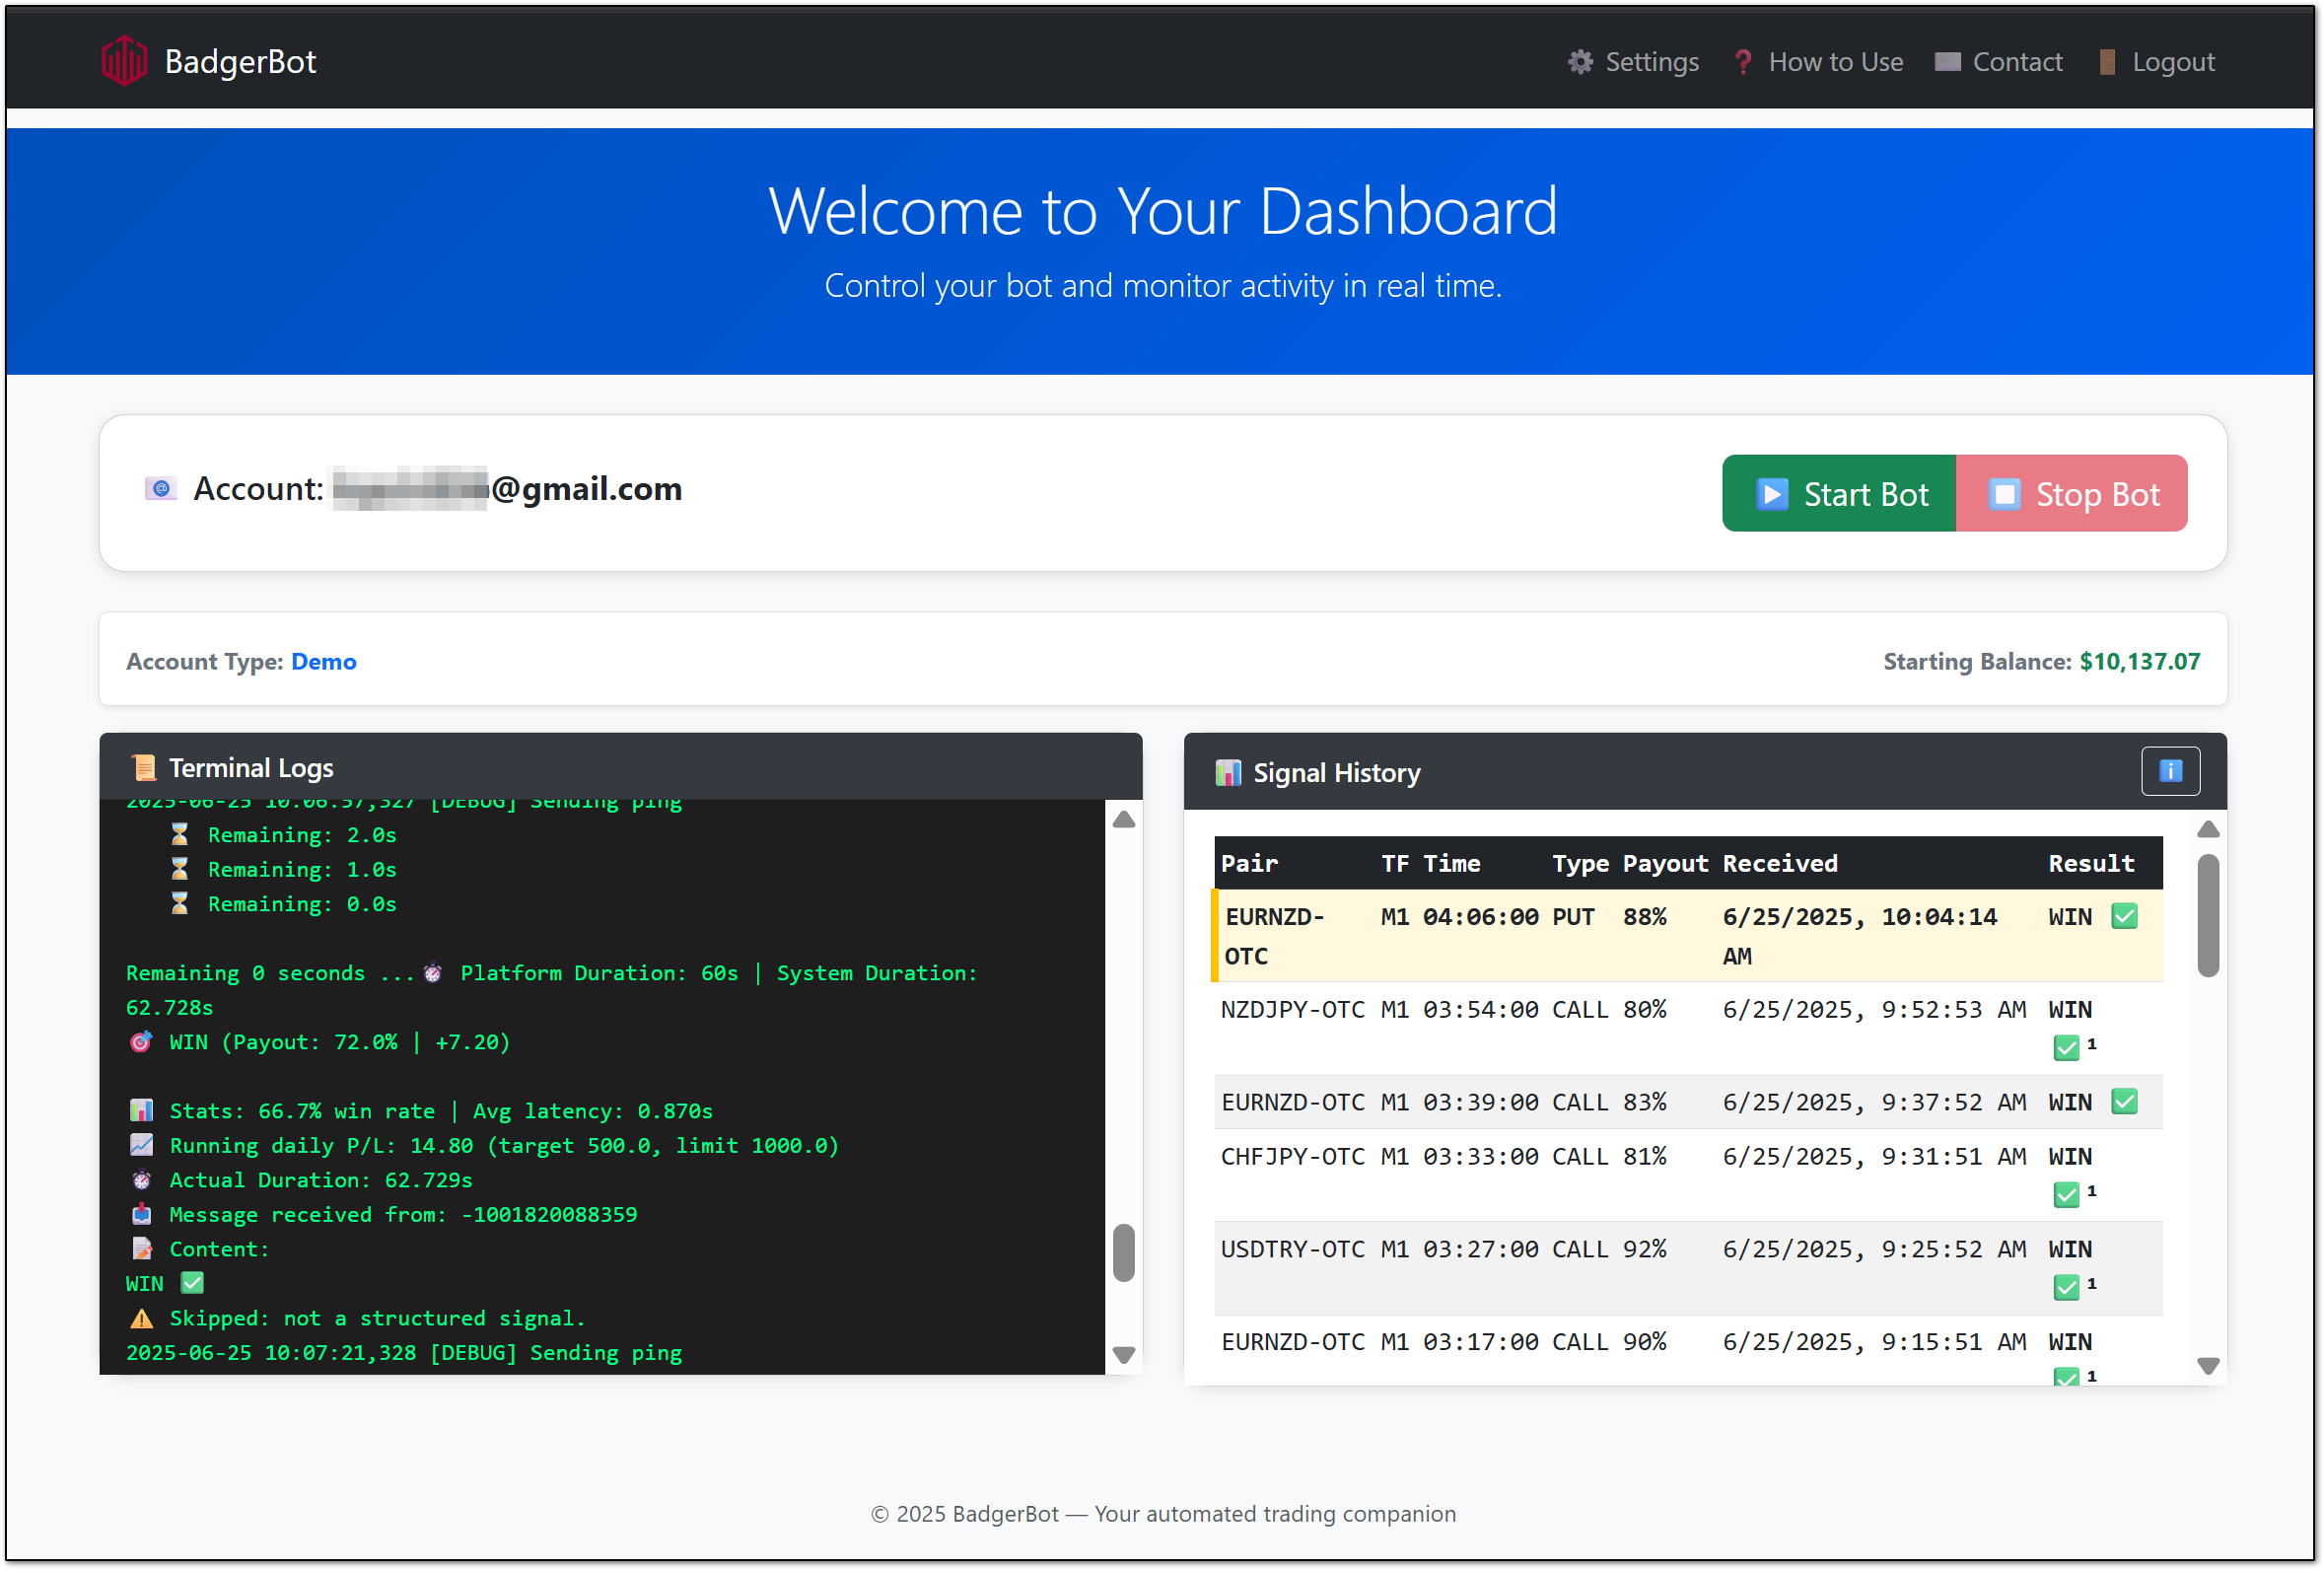 BadgerBot
⚙️ Settings ❓ How to Use 📧 Contact 🚪 Logout
Welcome to Your Dashboard
Control your bot and monitor activity in real time.
📧 Account: @gmail.com
▶️ Start Bot ⏹️ Stop Bot
Account Type: Demo
Starting Balance: $10,137.07
📜 Terminal Logs
2025-06-25 10:06:57,327 [DEBUG] Sending ping
⏳ Remaining: 2.0s
⏳ Remaining: 1.0s
⏳ Remaining: 0.0s
Remaining 0 seconds ...⏱️ Platform Duration: 60s | System Duration:
62.728s
🎯 WIN (Payout: 72.0% | +7.20)
📊 Stats: 66.7% win rate | Avg latency: 0.870s
📈 Running daily P/L: 14.80 (target 500.0, limit 1000.0)
⏱️ Actual Duration: 62.729s
📩 Message received from: -1001820088359
📝 Content:
WIN ✅
⚠️ Skipped: not a structured signal.
2025-06-25 10:07:21,328 [DEBUG] Sending ping
📊 Signal History
ℹ️
Pair TF Time Type Payout Received Result
EURNZD- M1 04:06:00 PUT 88% 6/25/2025, 10:04:14 WIN ✅
OTC AM
NZDJPY-OTC M1 03:54:00 CALL 80% 6/25/2025, 9:52:53 AM WIN
✅ ¹
EURNZD-OTC M1 03:39:00 CALL 83% 6/25/2025, 9:37:52 AM WIN ✅
CHFJPY-OTC M1 03:33:00 CALL 81% 6/25/2025, 9:31:51 AM WIN
✅ ¹
USDTRY-OTC M1 03:27:00 CALL 92% 6/25/2025, 9:25:52 AM WIN
✅ ¹
EURNZD-OTC M1 03:17:00 CALL 90% 6/25/2025, 9:15:51 AM WIN
✅ ¹
© 2025 BadgerBot — Your automated trading companion